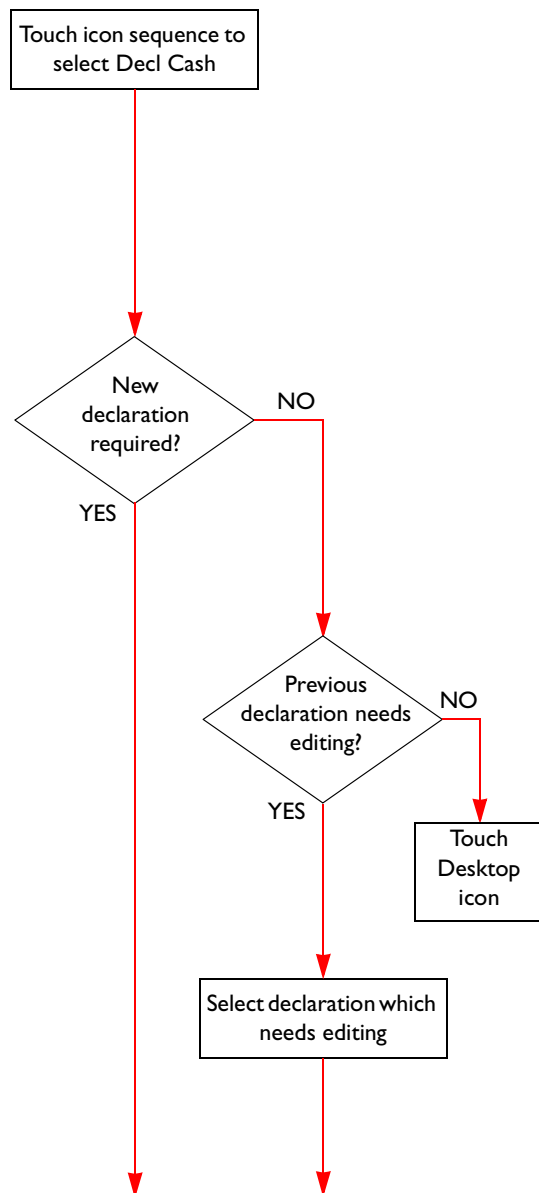 Touch icon sequence to
select Decl Cash
New
declaration
required?
NO
YES
Previous
declaration needs
editing?
NO
YES
Touch
Desktop
icon
Select declaration which
needs editing